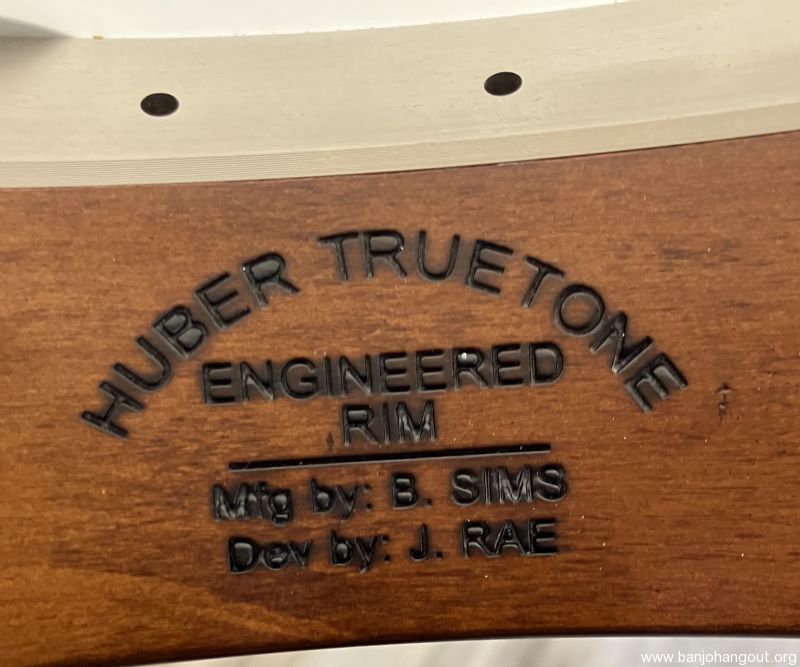 HUBER TRUETONE
ENGINEERED
RIM
Mfg by: B. SIMS
Dev by: J. RAE
www.banjohangout.org